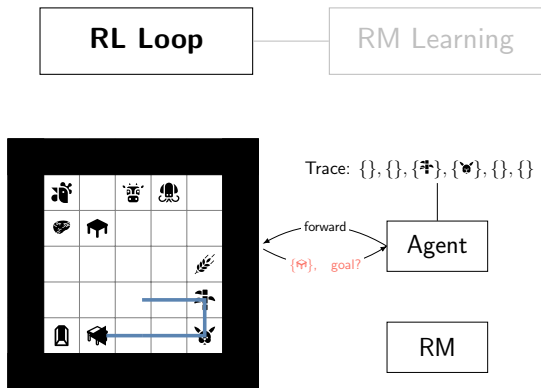 RL Loop
RM Learning
Trace: {}, {}, { }, { }, {}, {}
forward
Agent
{ }, goal?
RM